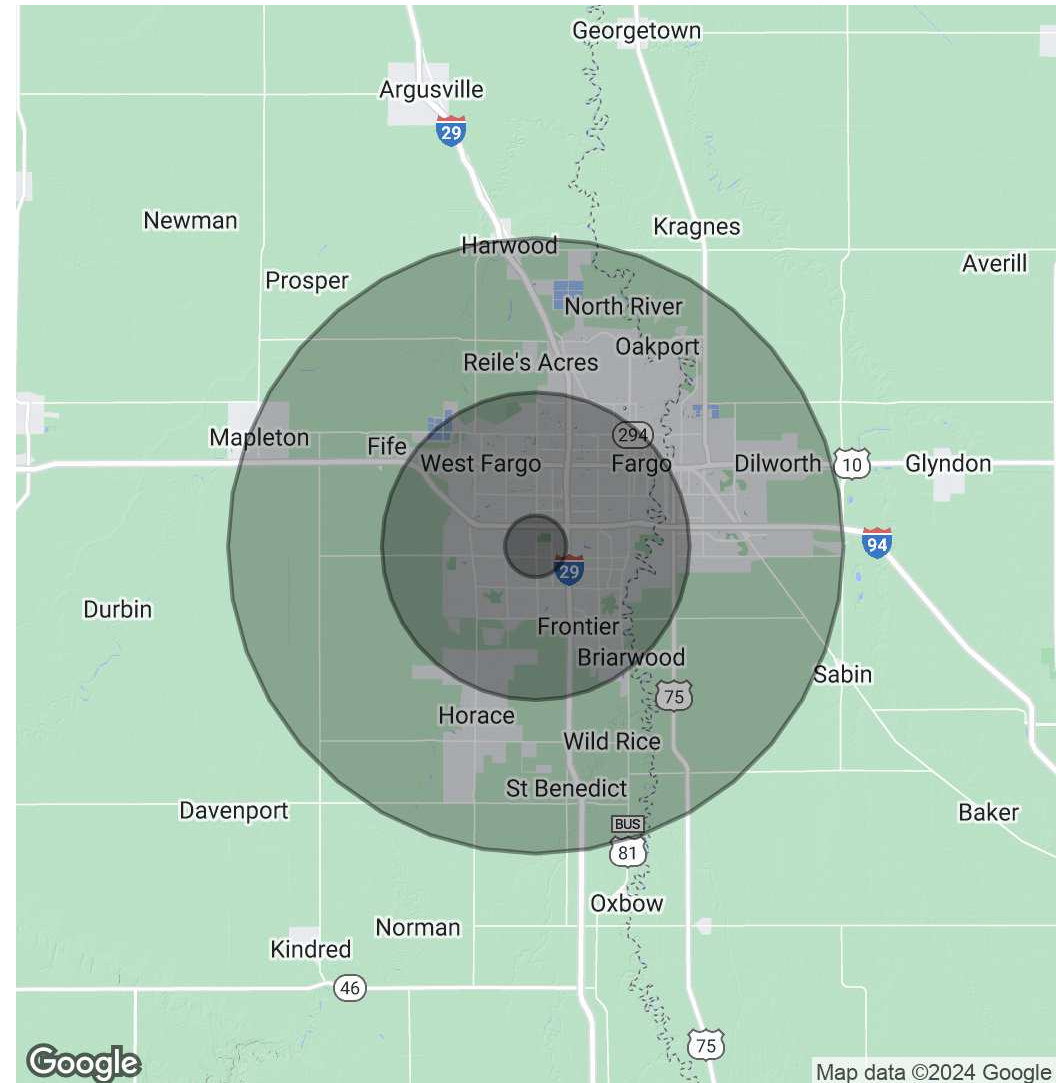 Georgetown
Argusville
29
Newman
Kragnes
Harwood
Averill
Prosper
North River
Oakport
Reile's Acres
Mapleton
294
Fife
West Fargo
Fargo
Dilworth
10
Glyndon
94
29
Durbin
Frontier
Briarwood
Sabin
75
Horace
Wild Rice
St Benedict
Davenport
Baker
BUS
81
Oxbow
Norman
Kindred
46
75
Google
Map data ©2024 Google